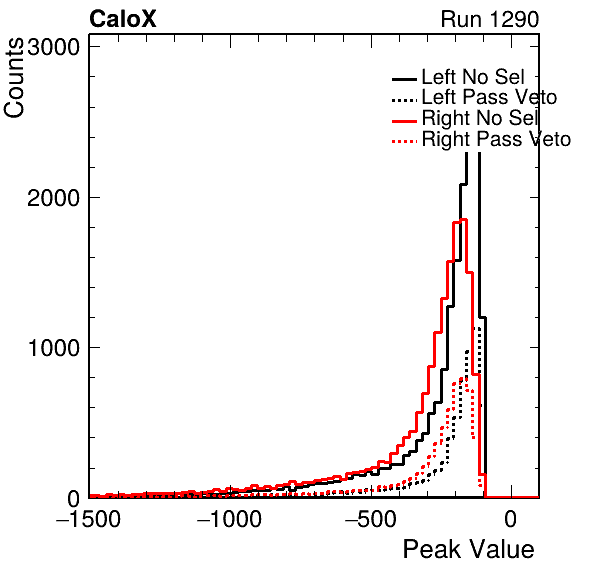 CaloX Run 1290
Counts
3000
2000
1000
0
Left No Sel
Left Pass Veto
Right No Sel
Right Pass Veto
−1500 −1000 −500 0
Peak Value